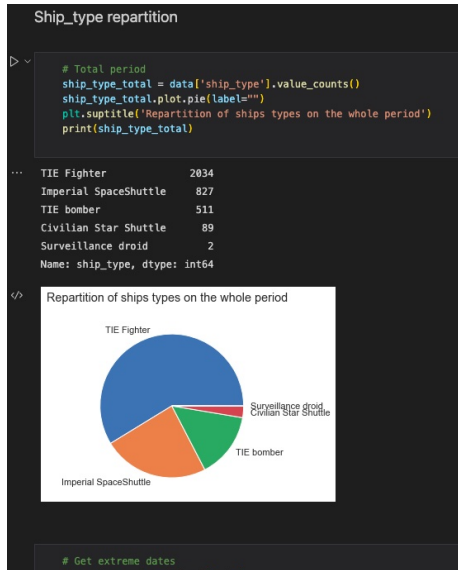 Ship_type repartition
# Total period
ship_type_total = data['ship_type'].value_counts()
ship_type_total.plot.pie(label="")
plt.suptitle('Repartition of ships types on the whole period')
print(ship_type_total)
TIE Fighter 2034
Imperial SpaceShuttle 827
TIE bomber 511
Civilian Star Shuttle 89
Surveillance droid 2
Name: ship_type, dtype: int64
Repartition of ships types on the whole period
TIE Fighter
Surveillance droid
Civilian Star Shuttle
TIE bomber
Imperial SpaceShuttle
# Get extreme dates